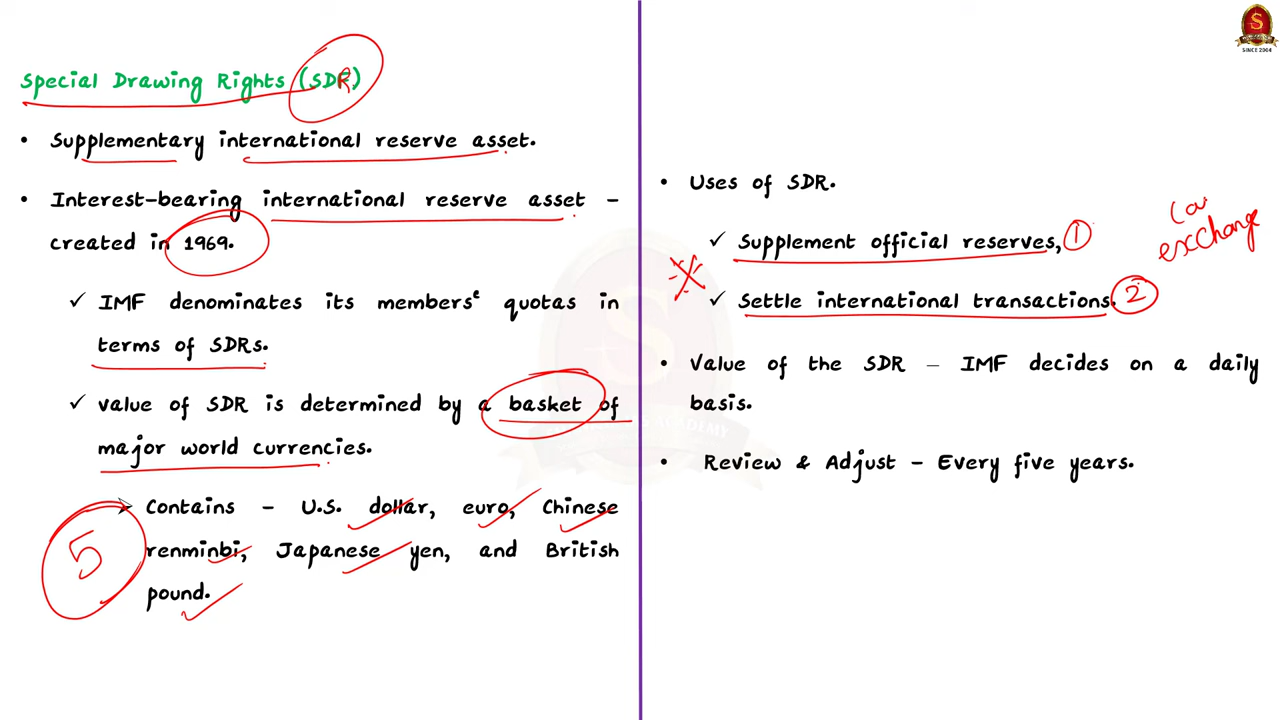 Special Drawing Rights (SDR)
• Supplementary international reserve asset.
• Interest-bearing international reserve asset –
created in 1969.
✓ IMF denominates its members' quotas in
terms of SDRs.
✓ value of SDR is determined by a basket of
major world currencies.
➤ Contains – U.S. dollar, euro, Chinese
renminbi, Japanese yen, and British
pound.
5
• Uses of SDR.
✓ Supplement official reserves, 1
✓ Settle international transactions. 2
exchange
• Value of the SDR – IMF decides on a daily
basis.
• Review & Adjust – Every five years.
S
SINCE 2004